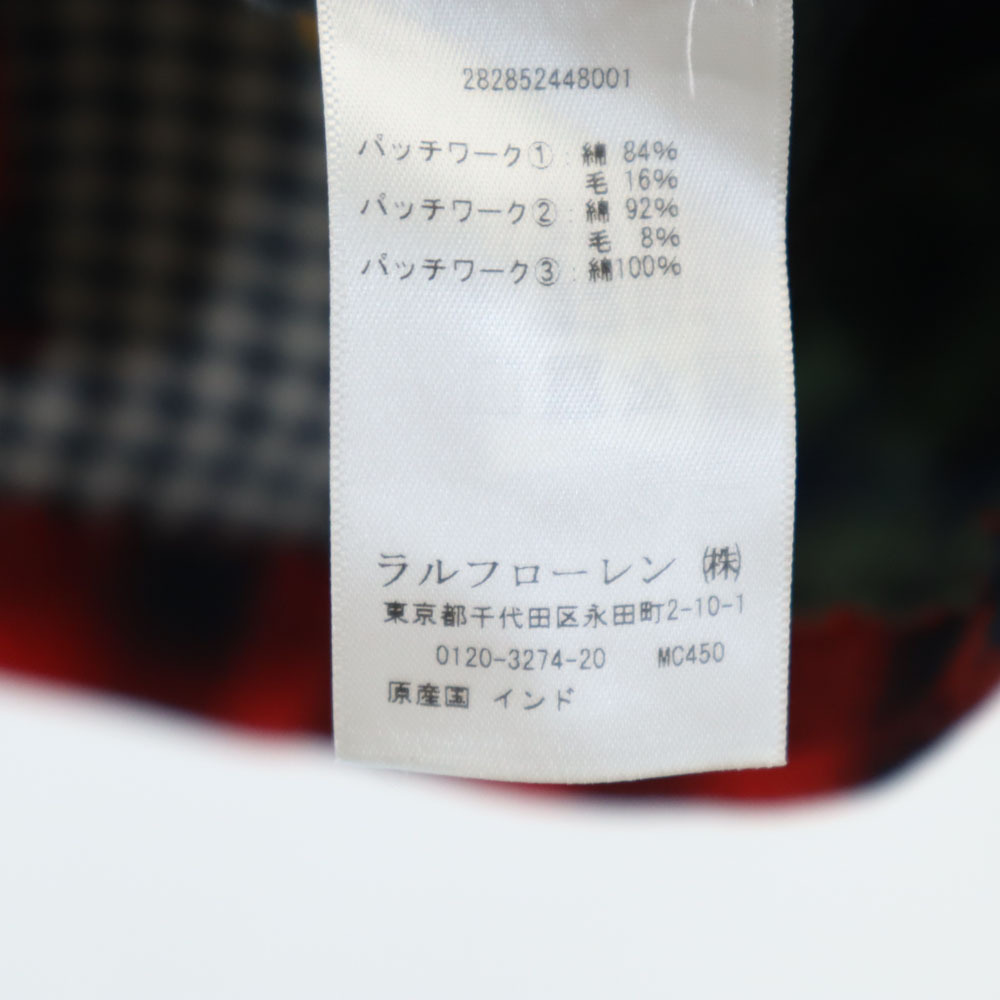 282852448001
パッチワーク① : 綿 84%
毛 16%
パッチワーク② : 綿 92%
毛 8%
パッチワーク③ : 綿100%
ラルフローレン ㈱
東京都千代田区永田町2-10-1
0120-3274-20 MC450
原産国 インド